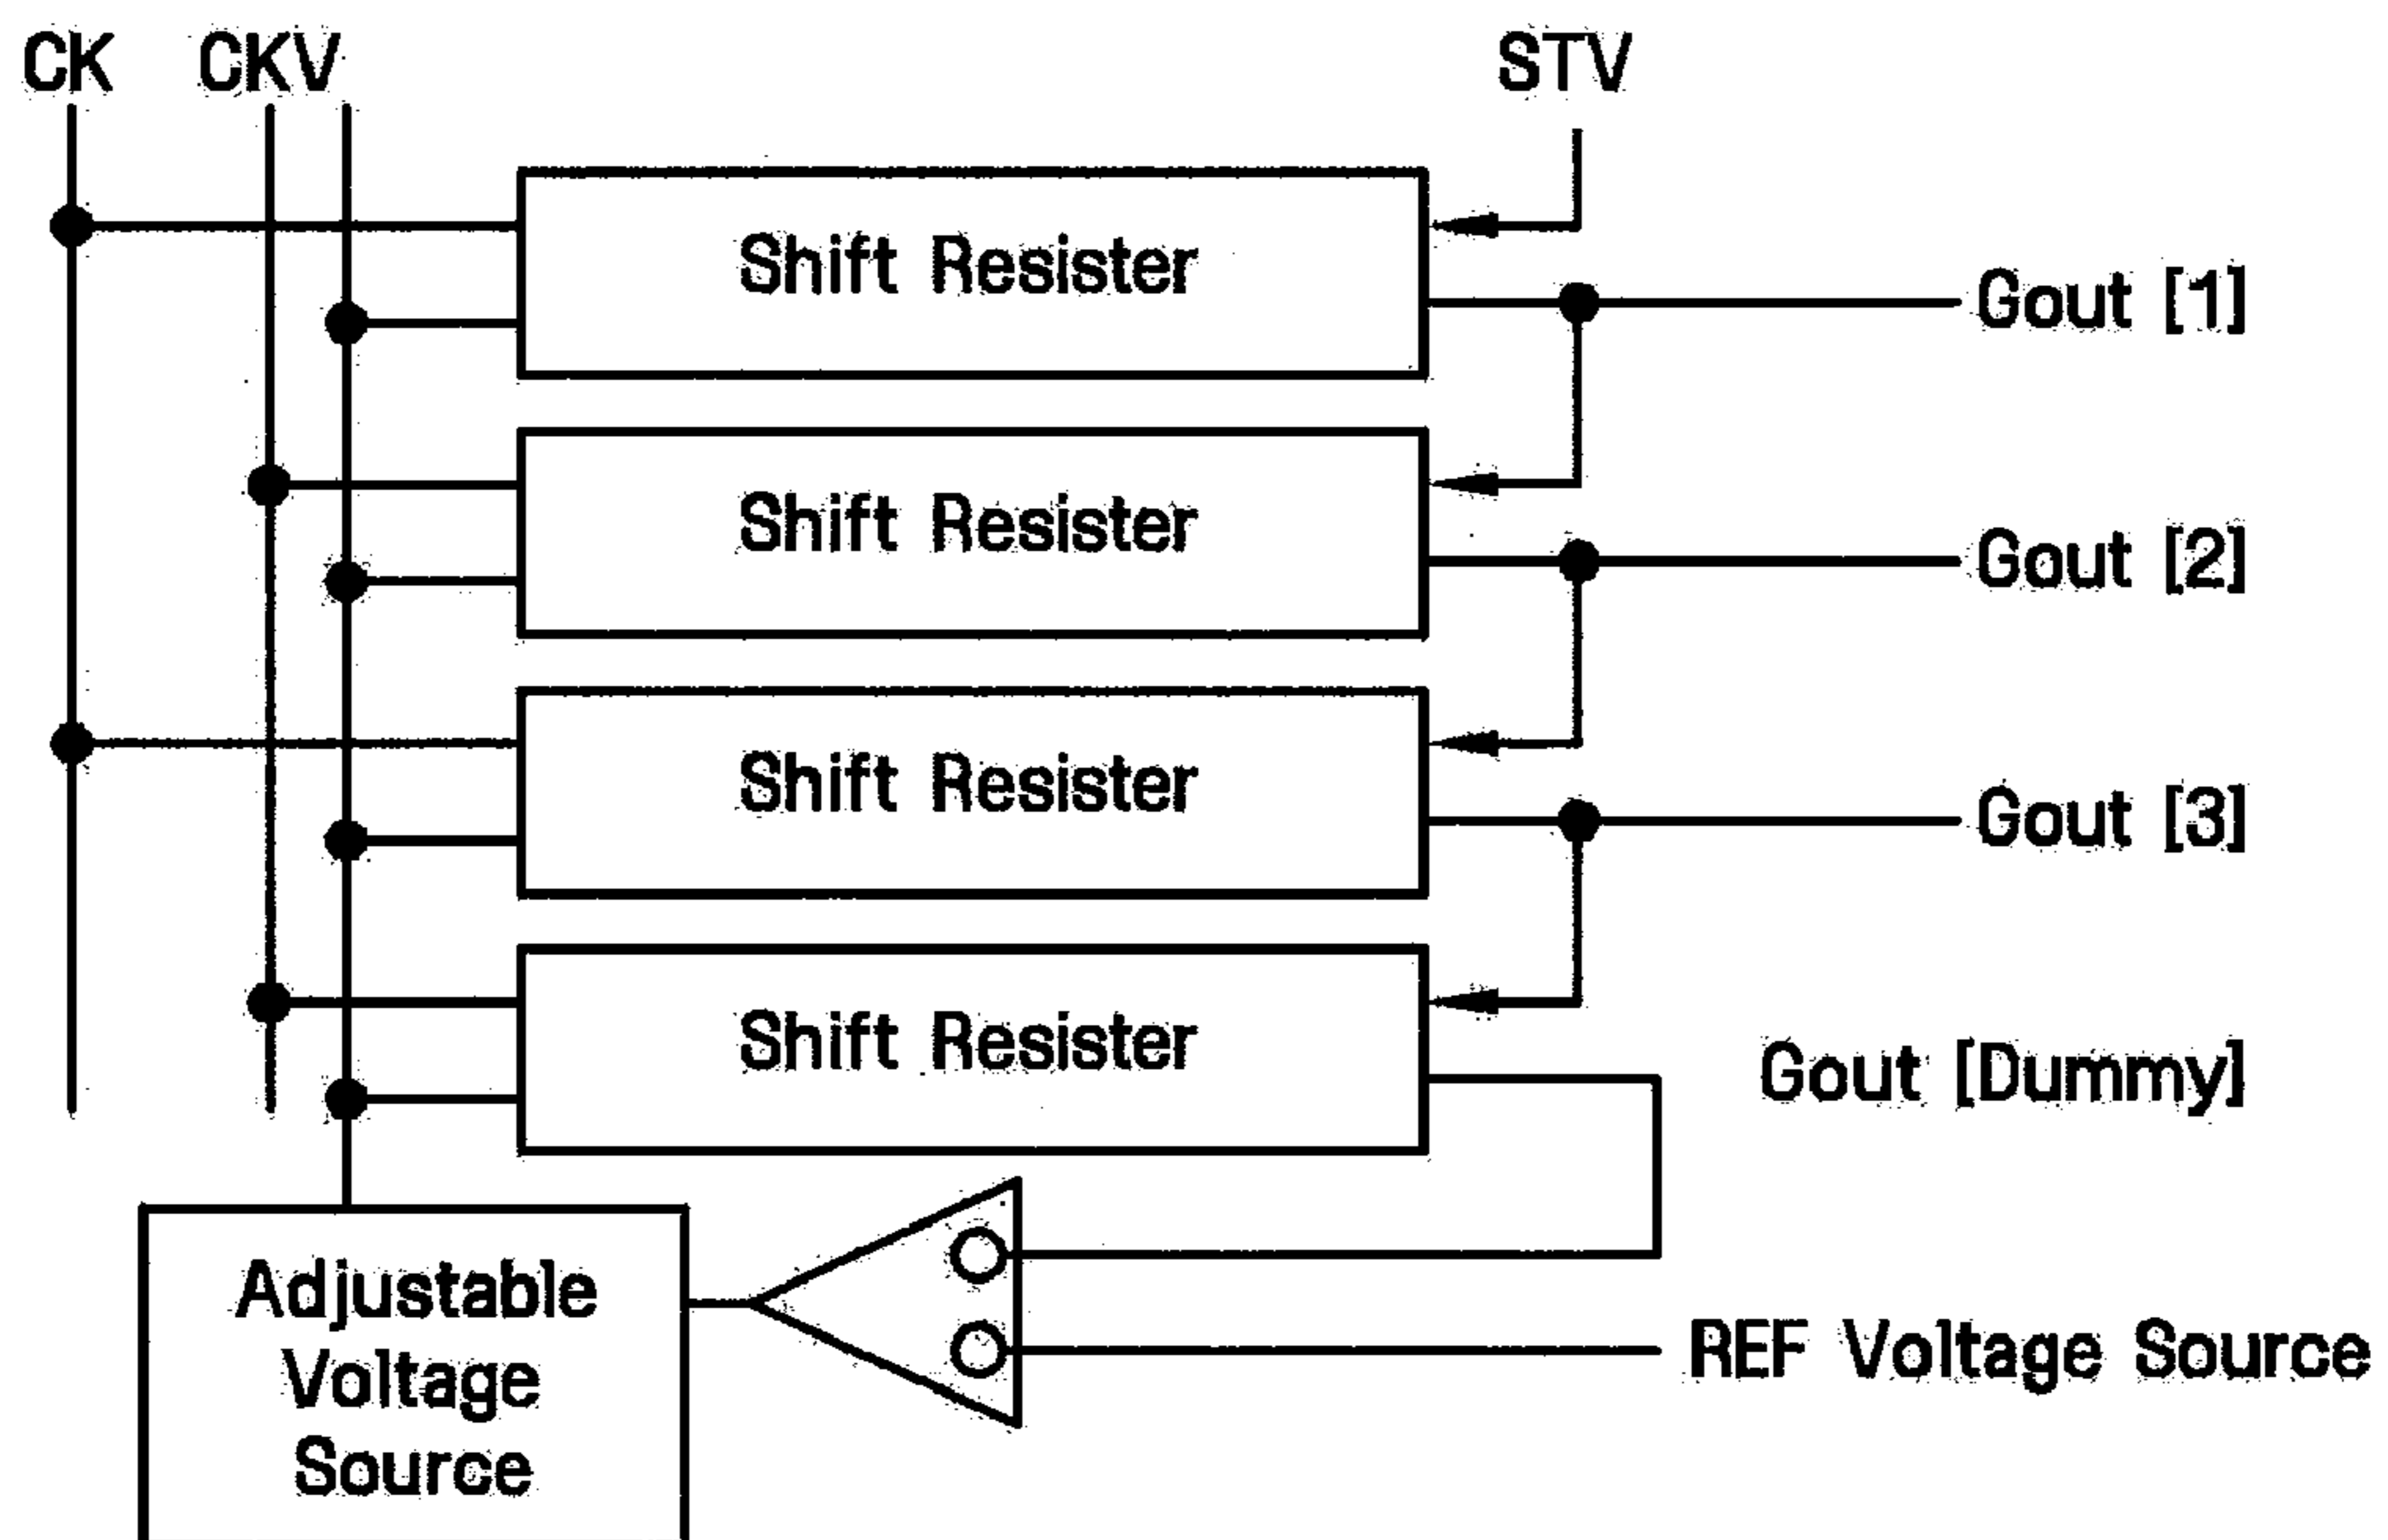 CK CKV STV
Shift Resister
Gout [1]
Shift Resister
Gout [2]
Shift Resister
Gout [3]
Shift Resister
Gout [Dummy]
Adjustable
Voltage
Source
REF Voltage Source